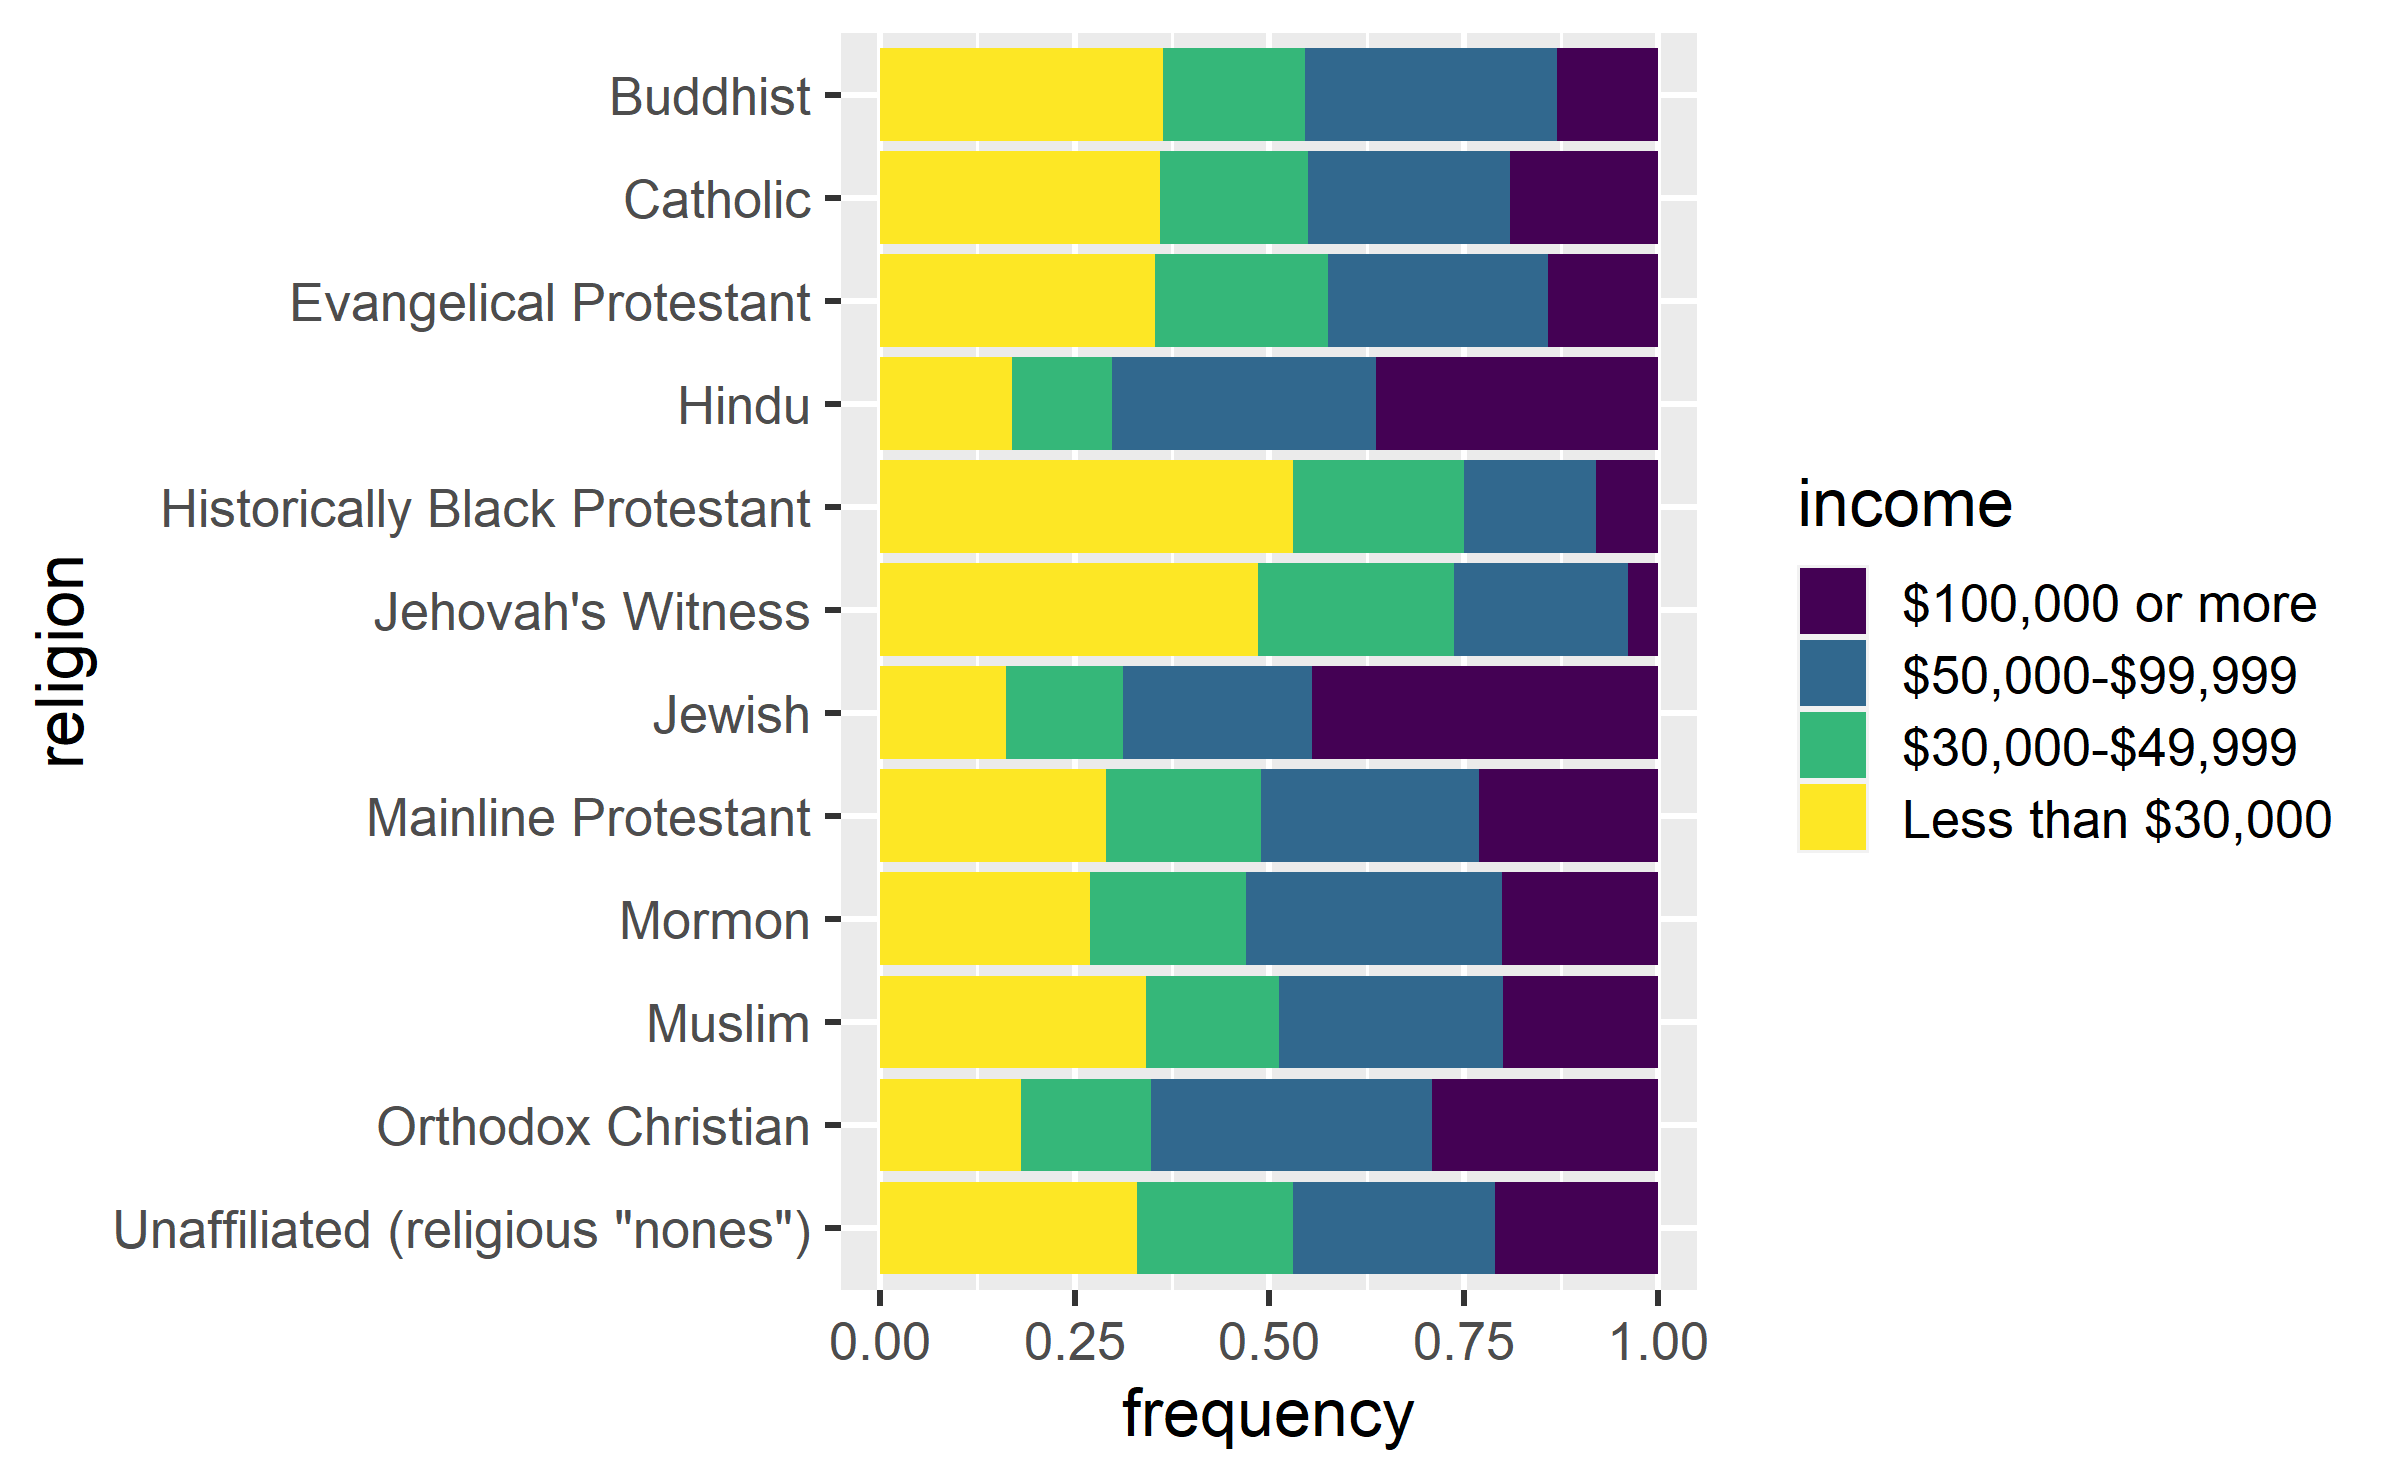 Buddhist
Catholic
Evangelical Protestant
Hindu
Historically Black Protestant
Jehovah's Witness
Jewish
Mainline Protestant
Mormon
Muslim
Orthodox Christian
Unaffiliated (religious "nones")
religion
0.00 0.25 0.50 0.75 1.00
frequency
income
$100,000 or more
$50,000-$99,999
$30,000-$49,999
Less than $30,000